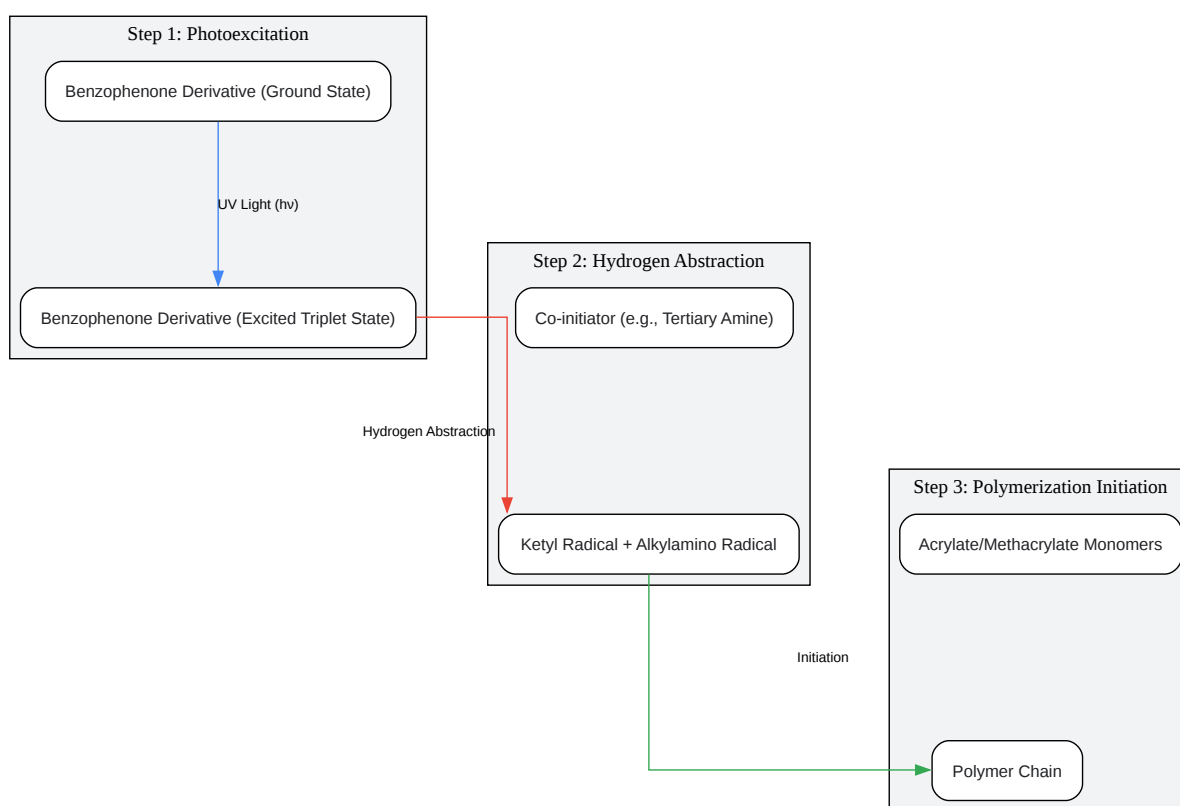 Step 1: Photoexcitation
Benzophenone Derivative (Ground State)
UV Light (hν)
Benzophenone Derivative (Excited Triplet State)
Step 2: Hydrogen Abstraction
Co-initiator (e.g., Tertiary Amine)
Hydrogen Abstraction
Ketyl Radical + Alkylamino Radical
Step 3: Polymerization Initiation
Acrylate/Methacrylate Monomers
Initiation
Polymer Chain